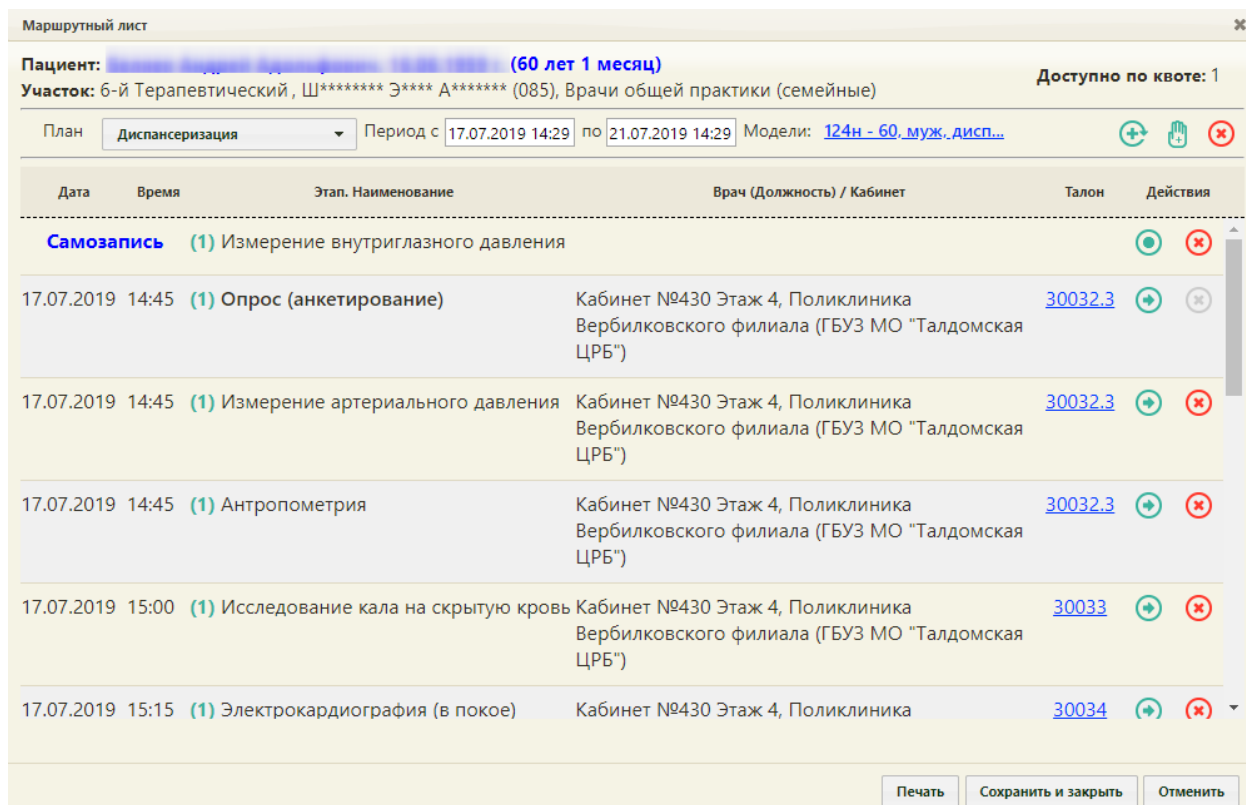 Маршрутный лист
Пациент: (60 лет 1 месяц)
Доступно по квоте: 1
Участок: 6-й Терапевтический , Ш******** Э**** А******* (085), Врачи общей практики (семейные)
План Диспансеризация Период с 17.07.2019 14:29 по 21.07.2019 14:29 Модели: 124н - 60, муж, дисп...
Дата Время Этап. Наименование Врач (Должность) / Кабинет Талон Действия
Самозапись (1) Измерение внутриглазного давления
17.07.2019 14:45 (1) Опрос (анкетирование) Кабинет №430 Этаж 4, Поликлиника 30032.3
Вербилковского филиала (ГБУЗ МО "Талдомская
ЦРБ")
17.07.2019 14:45 (1) Измерение артериального давления Кабинет №430 Этаж 4, Поликлиника 30032.3
Вербилковского филиала (ГБУЗ МО "Талдомская
ЦРБ")
17.07.2019 14:45 (1) Антропометрия Кабинет №430 Этаж 4, Поликлиника 30032.3
Вербилковского филиала (ГБУЗ МО "Талдомская
ЦРБ")
17.07.2019 15:00 (1) Исследование кала на скрытую кровь Кабинет №430 Этаж 4, Поликлиника 30033
Вербилковского филиала (ГБУЗ МО "Талдомская
ЦРБ")
17.07.2019 15:15 (1) Электрокардиография (в покое) Кабинет №430 Этаж 4, Поликлиника 30034
Печать Сохранить и закрыть Отменить